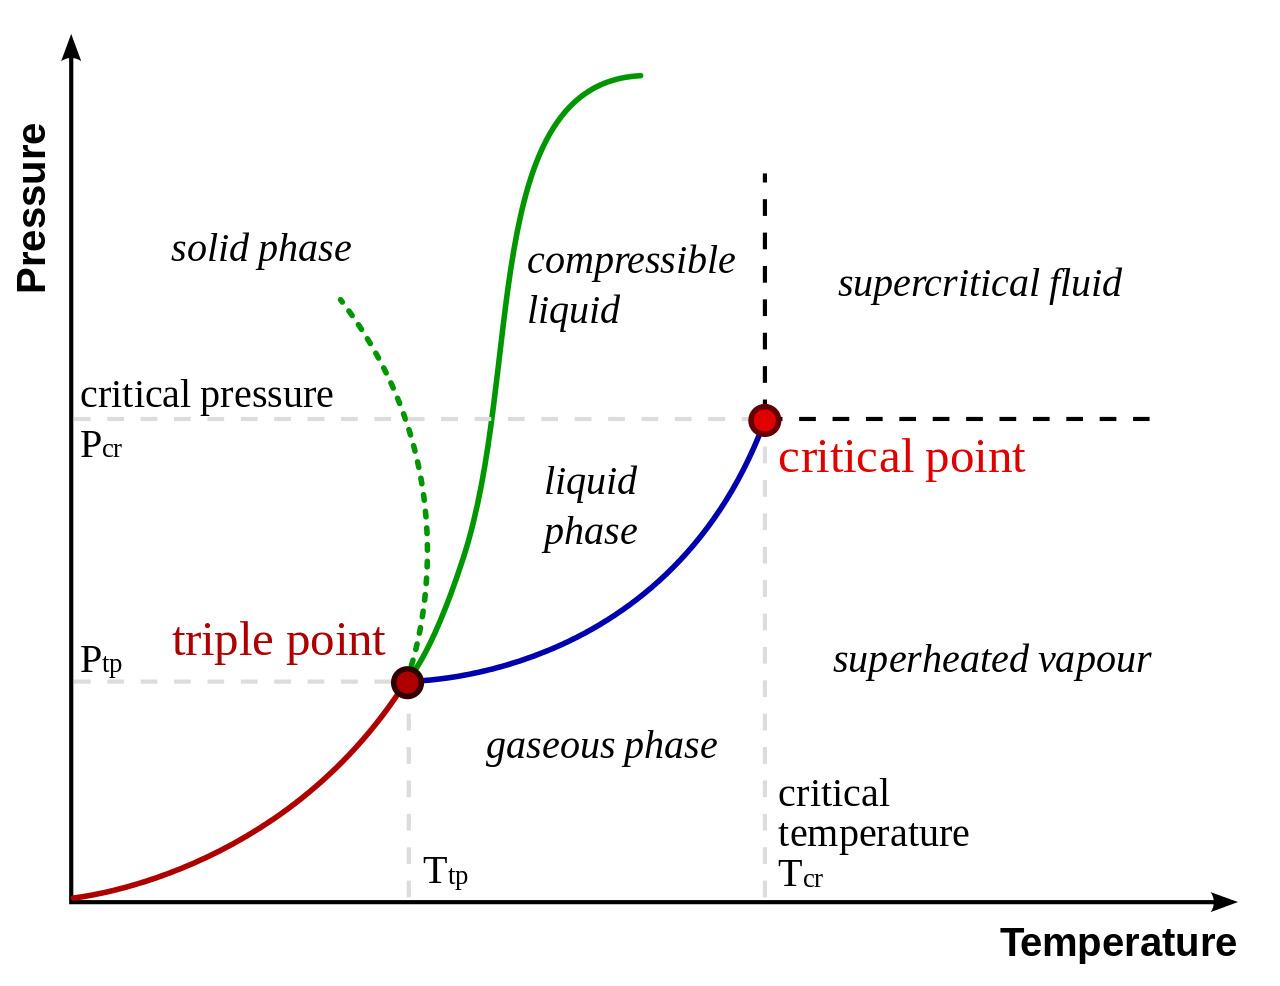 Pressure
solid phase
compressible
liquid
supercritical fluid
critical pressure
Pcr
critical point
liquid
phase
triple point
Ptp
superheated vapour
gaseous phase
critical
temperature
Tcr
Ttp
Temperature